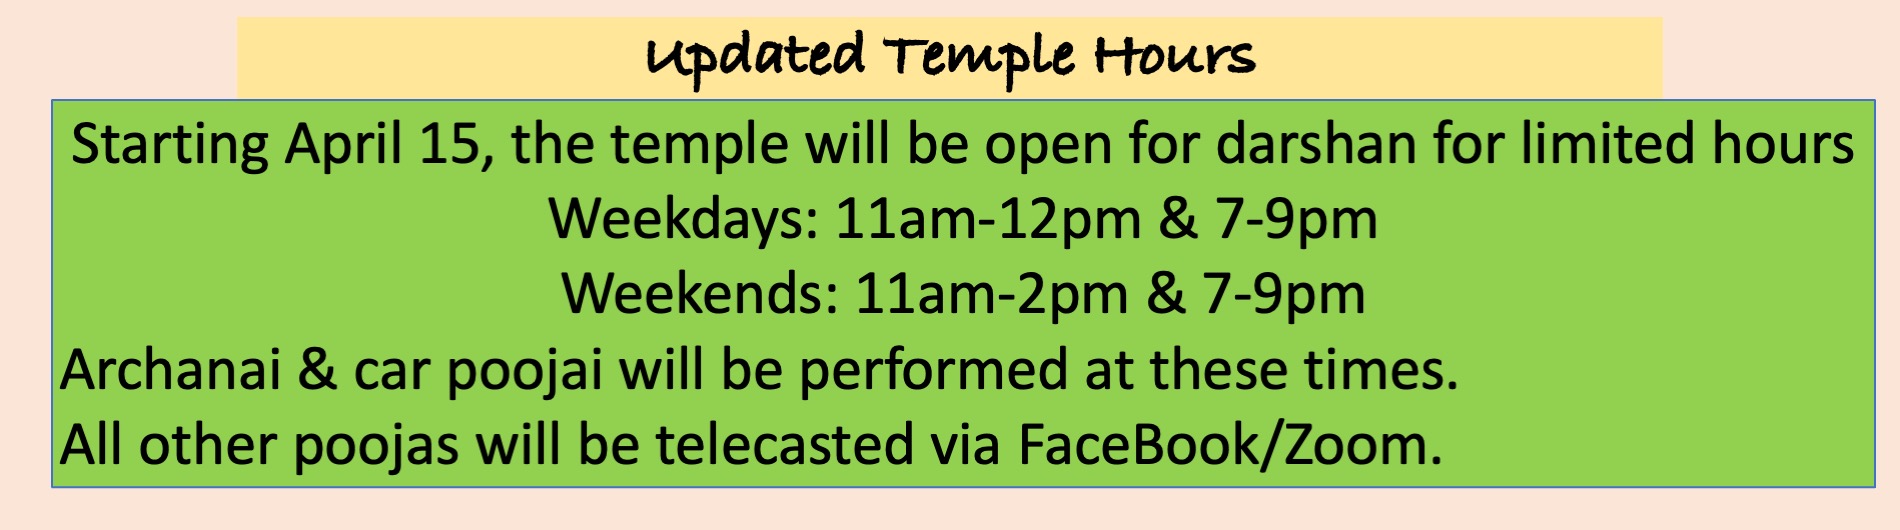 Updated Temple Hours
Starting April 15, the temple will be open for darshan for limited hours
Weekdays: 11am-12pm & 7-9pm
Weekends: 11am-2pm & 7-9pm
Archanai & car poojai will be performed at these times.
All other poojas will be telecasted via FaceBook/Zoom.